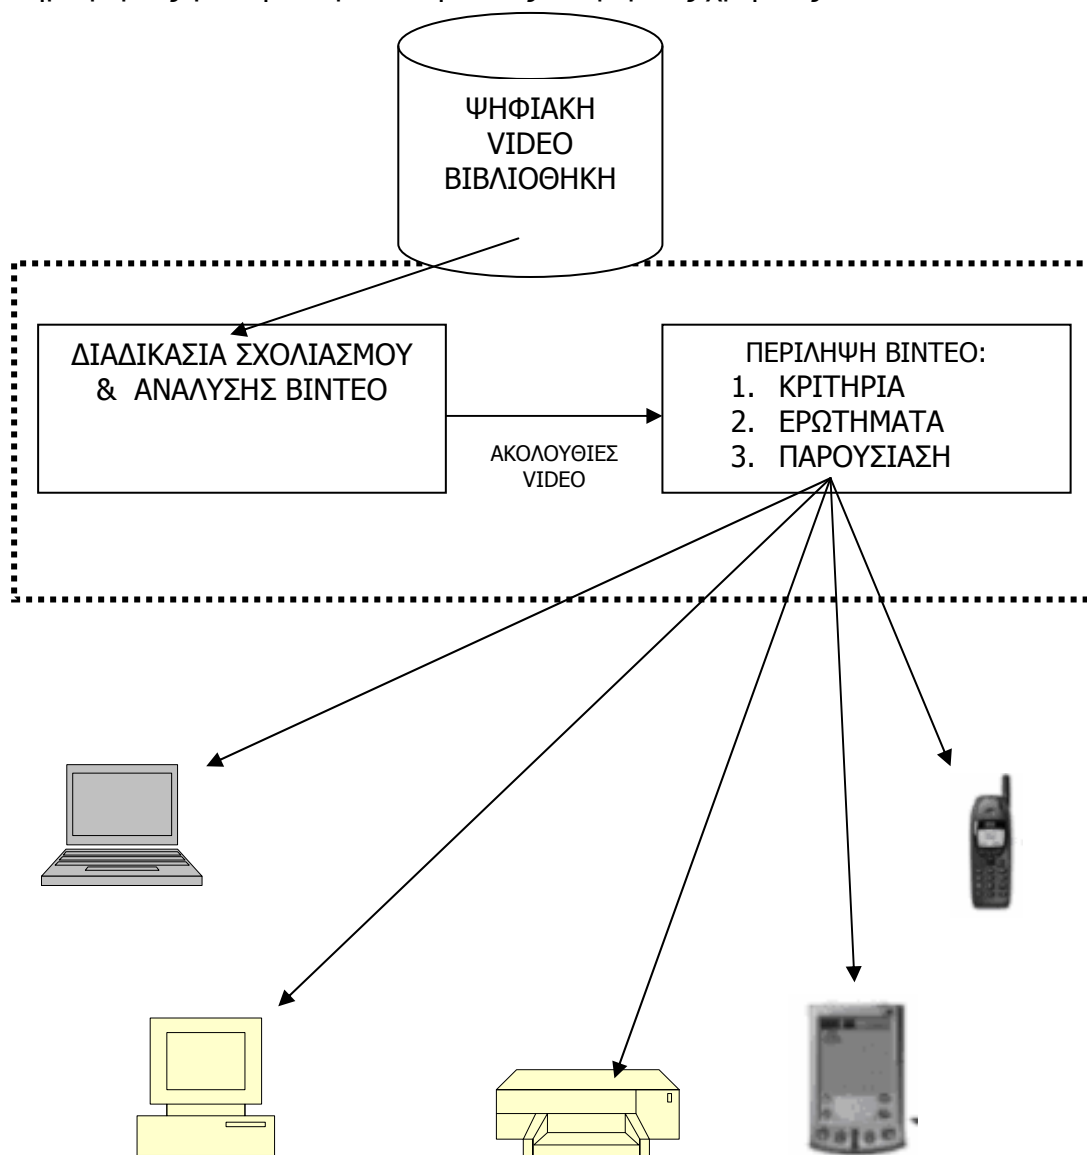 ΨΗΦΙΑΚΗ
VIDEO
ΒΙΒΛΙΟΘΗΚΗ
ΔΙΑΔΙΚΑΣΙΑ ΣΧΟΛΙΑΣΜΟΥ
& ΑΝΑΛΥΣΗΣ ΒΙΝΤΕΟ
ΑΚΟΛΟΥΘΙΕΣ
VIDEO
ΠΕΡΙΛΗΨΗ ΒΙΝΤΕΟ:
1. ΚΡΙΤΗΡΙΑ
2. ΕΡΩΤΗΜΑΤΑ
3. ΠΑΡΟΥΣΙΑΣΗ